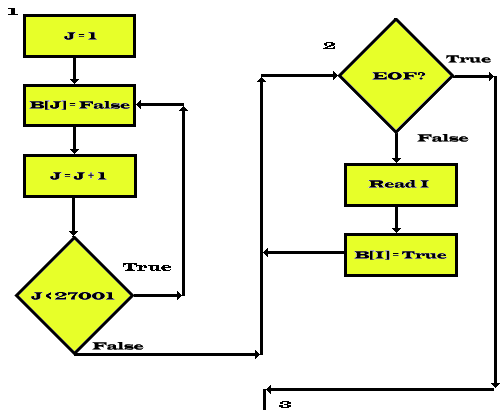 1
J=1
B[J]=False
J=J+1
J<27001
True
False
2
EOF?
True
False
Read I
B[I]=True
3